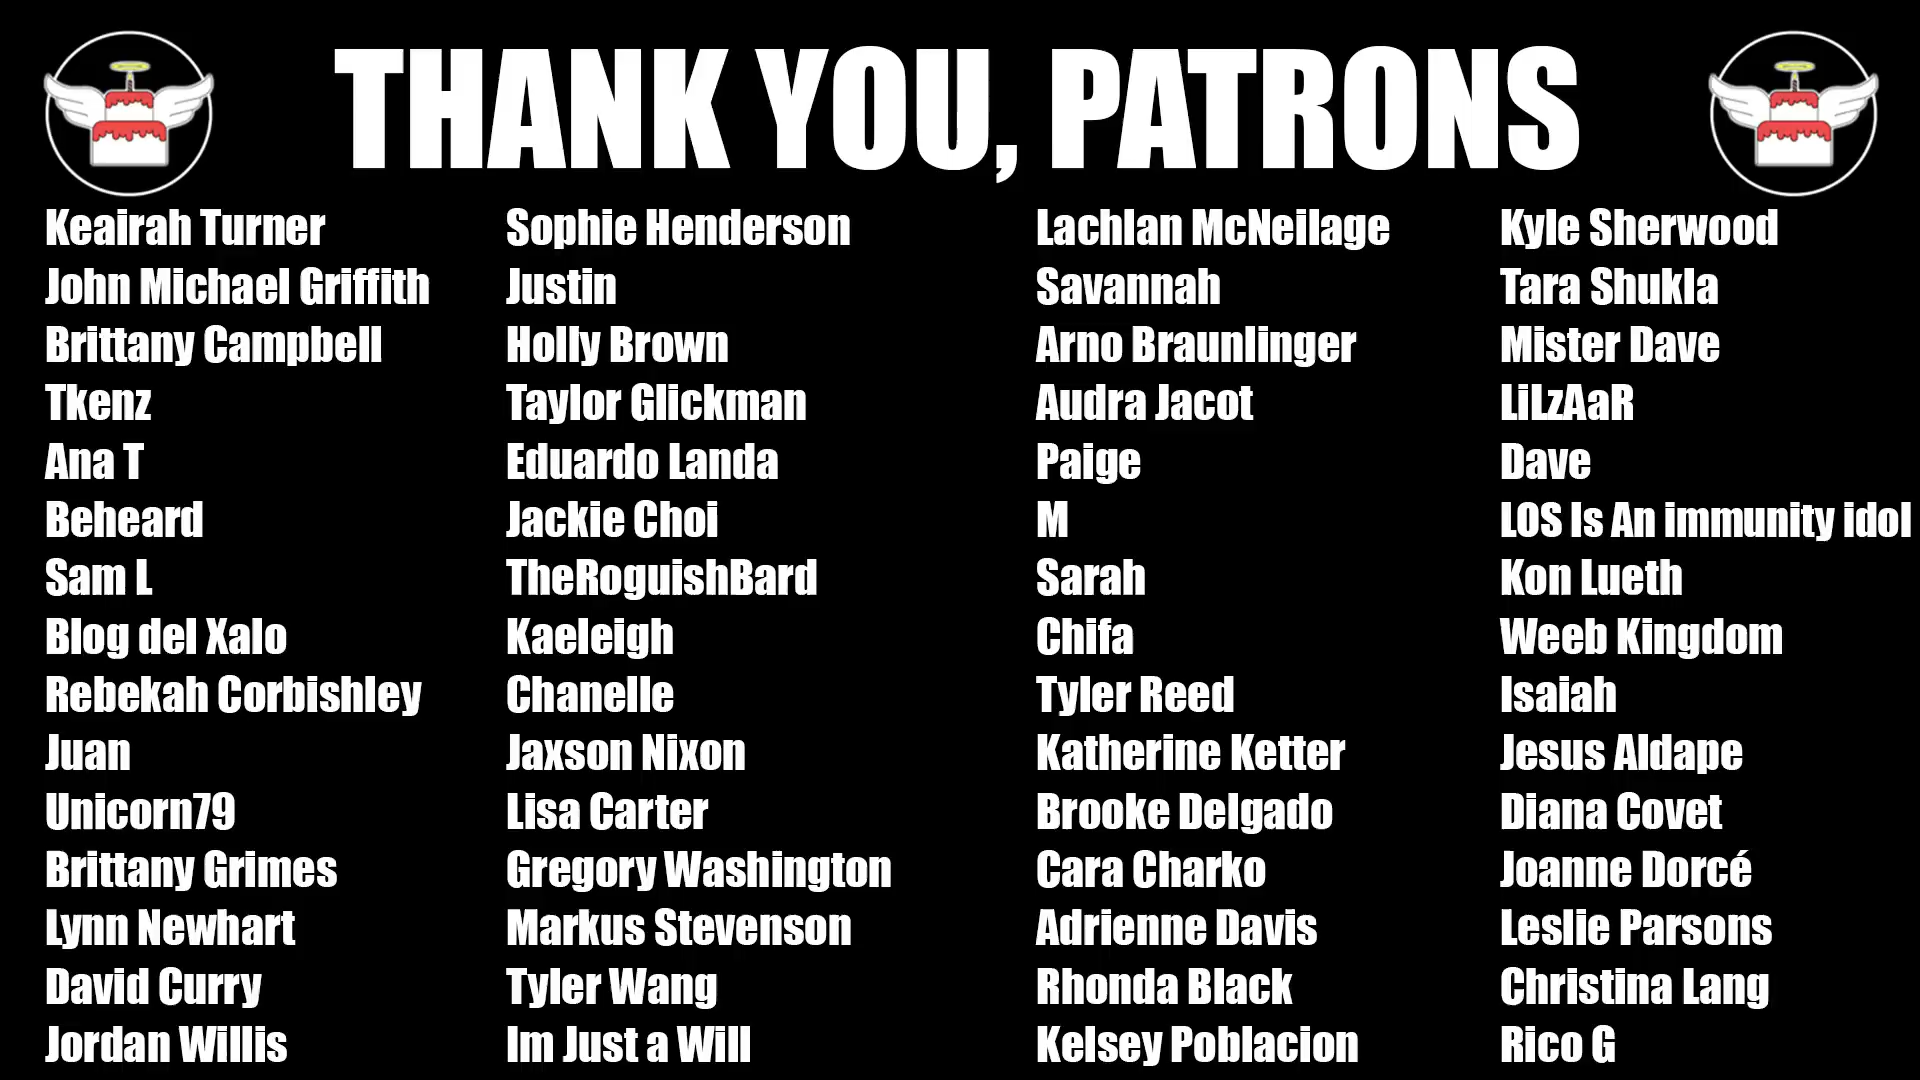 THANK YOU, PATRONS
Keairah Turner
John Michael Griffith
Brittany Campbell
Tkenz
Ana T
Beheard
Sam L
Blog del Xalo
Rebekah Corbishley
Juan
Unicorn79
Brittany Grimes
Lynn Newhart
David Curry
Jordan Willis
Sophie Henderson
Justin
Holly Brown
Taylor Glickman
Eduardo Landa
Jackie Choi
TheRoguishBard
Kaeleigh
Chanelle
Jaxson Nixon
Lisa Carter
Gregory Washington
Markus Stevenson
Tyler Wang
Im Just a Will
Lachlan McNeilage
Savannah
Arno Braunlinger
Audra Jacot
Paige
M
Sarah
Chifa
Tyler Reed
Katherine Ketter
Brooke Delgado
Cara Charko
Adrienne Davis
Rhonda Black
Kelsey Poblacion
Kyle Sherwood
Tara Shukla
Mister Dave
LiLzAaR
Dave
LOS Is An immunity idol
Kon Lueth
Weeb Kingdom
Isaiah
Jesus Aldape
Diana Covet
Joanne Dorcé
Leslie Parsons
Christina Lang
Rico G